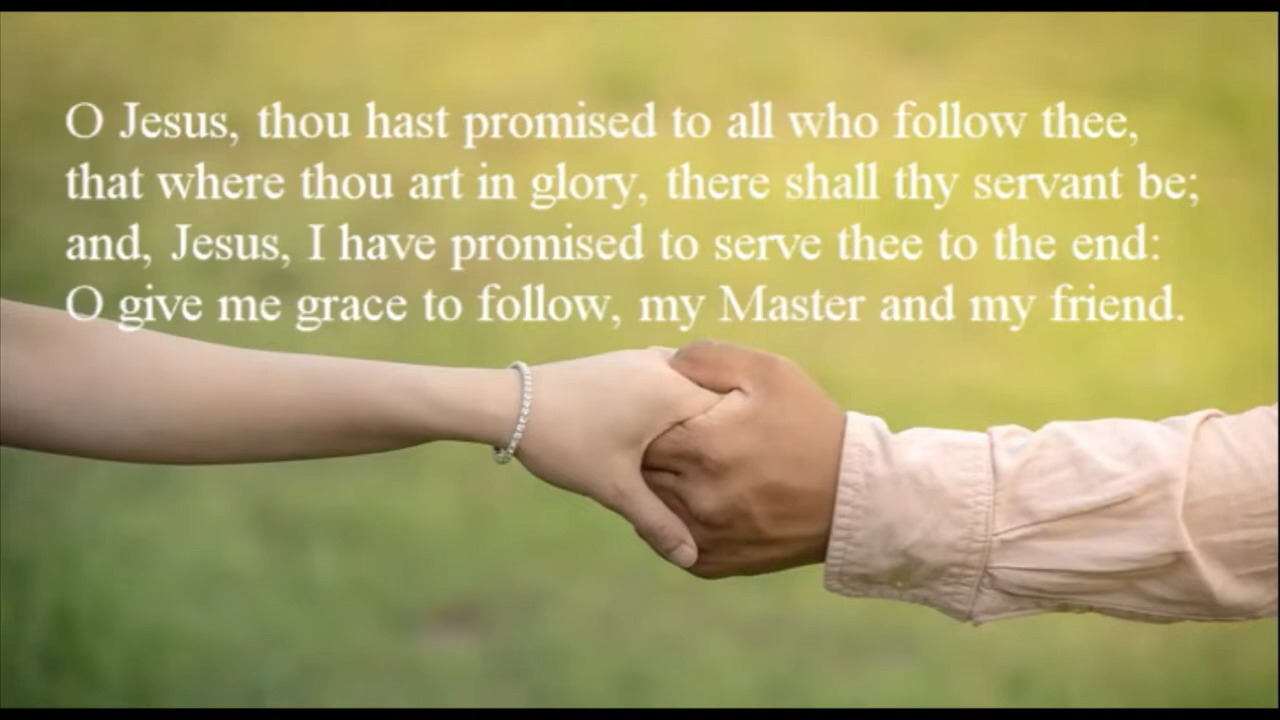 O Jesus, thou hast promised to all who follow thee,
that where thou art in glory, there shall thy servant be;
and, Jesus, I have promised to serve thee to the end:
O give me grace to follow, my Master and my friend.